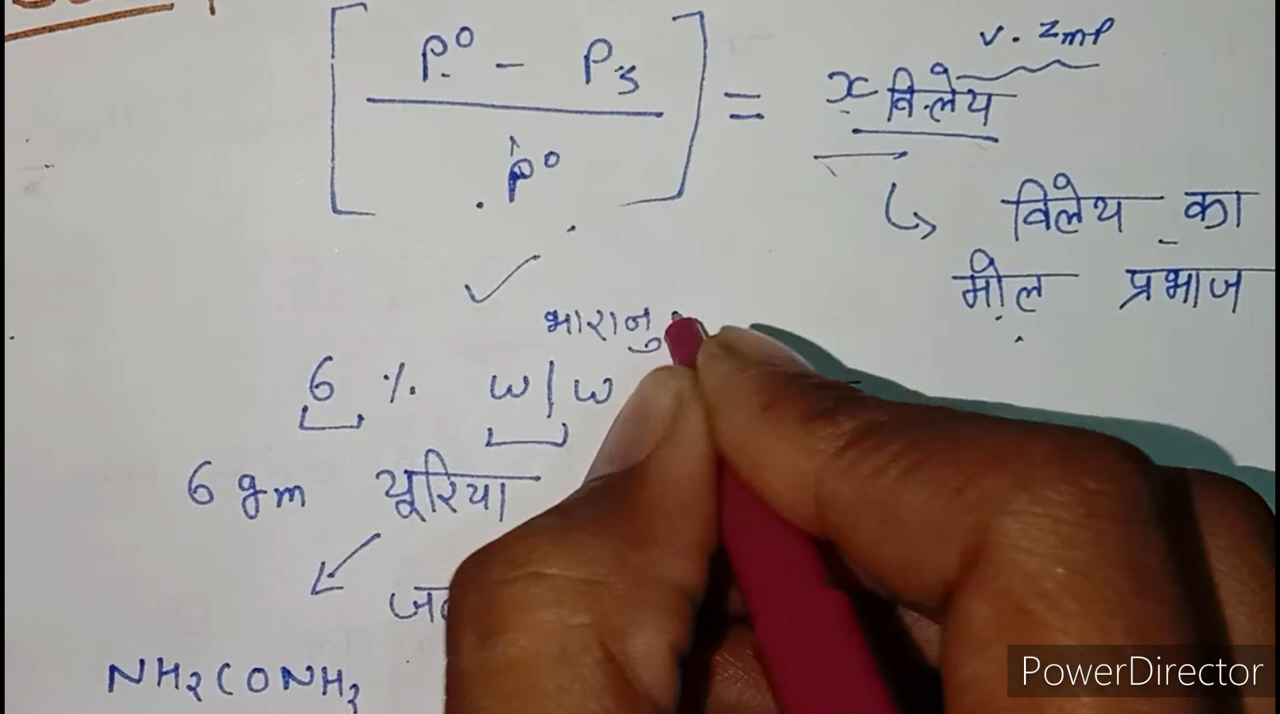 P° - Ps = x विलेय v. Imp
P°
↳ विलेय का
मोल प्रभाज
भारानु
6 % w/w
6 gm यूरिया
NH2CONH2
PowerDirector